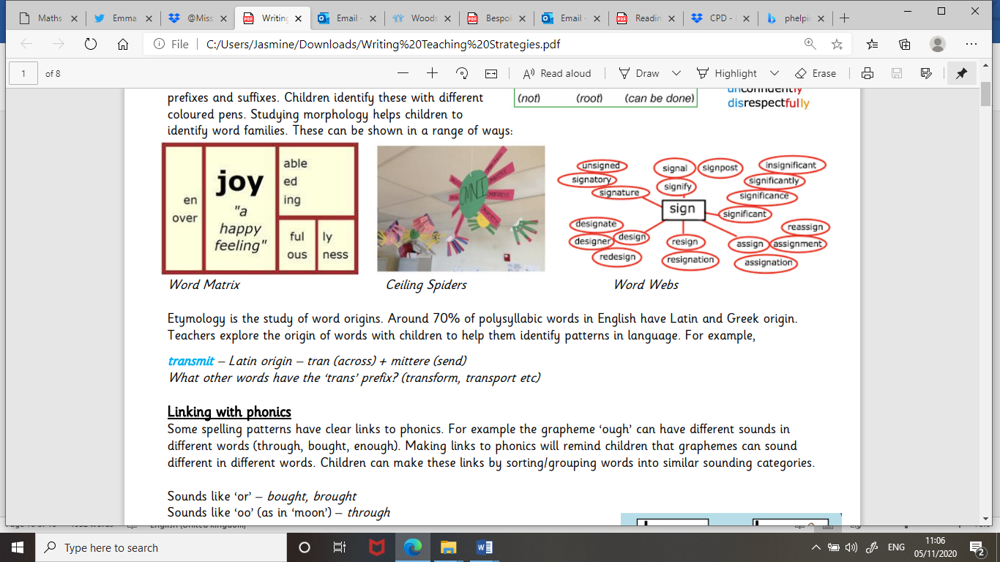 Maths
Emma
@Miss
Writing
Email -
Woods
Bespok
Email -
Readin
CPD -
phelpin
File
C:/Users/Jasmine/Downloads/Writing%20Teaching%20Strategies.pdf
1 of 8
Read aloud
Draw
Highlight
Erase
prefixes and suffixes. Children identify these with different
coloured pens. Studying morphology helps children to
identify word families. These can be shown in a range of ways:
(not) (root) (can be done)
unconfidently
disrespectfully
en
over
joy
"a
happy
feeling"
able
ed
ing
ful
ous
ly
ness
OMNI
unsigned
signatory
signature
signal
signpost
signify
insignificant
significantly
significance
significant
sign
designate
designer
design
redesign
resign
resignation
reassign
assign
assignment
assignation
Word Matrix
Ceiling Spiders
Word Webs
Etymology is the study of word origins. Around 70% of polysyllabic words in English have Latin and Greek origin.
Teachers explore the origin of words with children to help them identify patterns in language. For example,
transmit – Latin origin – tran (across) + mittere (send)
What other words have the ‘trans’ prefix? (transform, transport etc)
Linking with phonics
Some spelling patterns have clear links to phonics. For example the grapheme ‘ough’ can have different sounds in
different words (through, bought, enough). Making links to phonics will remind children that graphemes can sound
different in different words. Children can make these links by sorting/grouping words into similar sounding categories.
Sounds like ‘or’ – bought, brought
Sounds like ‘oo’ (as in ‘moon’) – through
English (United Kingdom)
Type here to search
ENG
11:06
05/11/2020
2